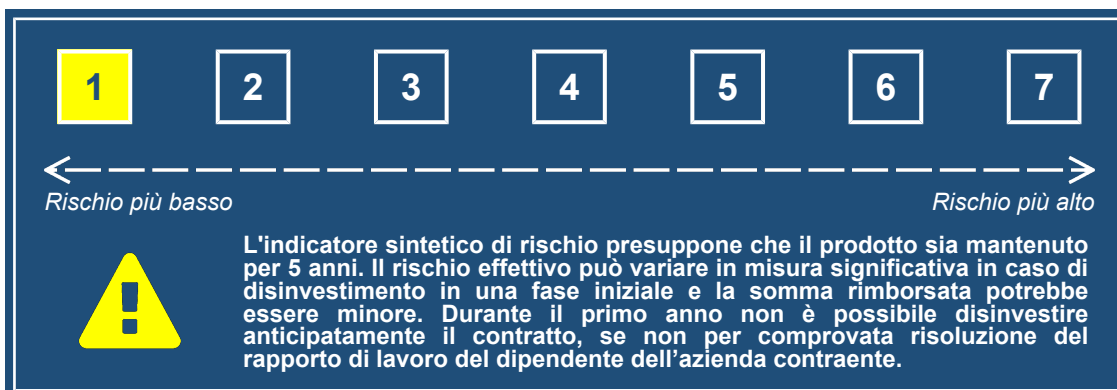 1 2 3 4 5 6 7
Rischio più basso Rischio più alto
L'indicatore sintetico di rischio presuppone che il prodotto sia mantenuto
per 5 anni. Il rischio effettivo può variare in misura significativa in caso di
disinvestimento in una fase iniziale e la somma rimborsata potrebbe
essere minore. Durante il primo anno non è possibile disinvestire
anticipatamente il contratto, se non per comprovata risoluzione del
rapporto di lavoro del dipendente dell’azienda contraente.